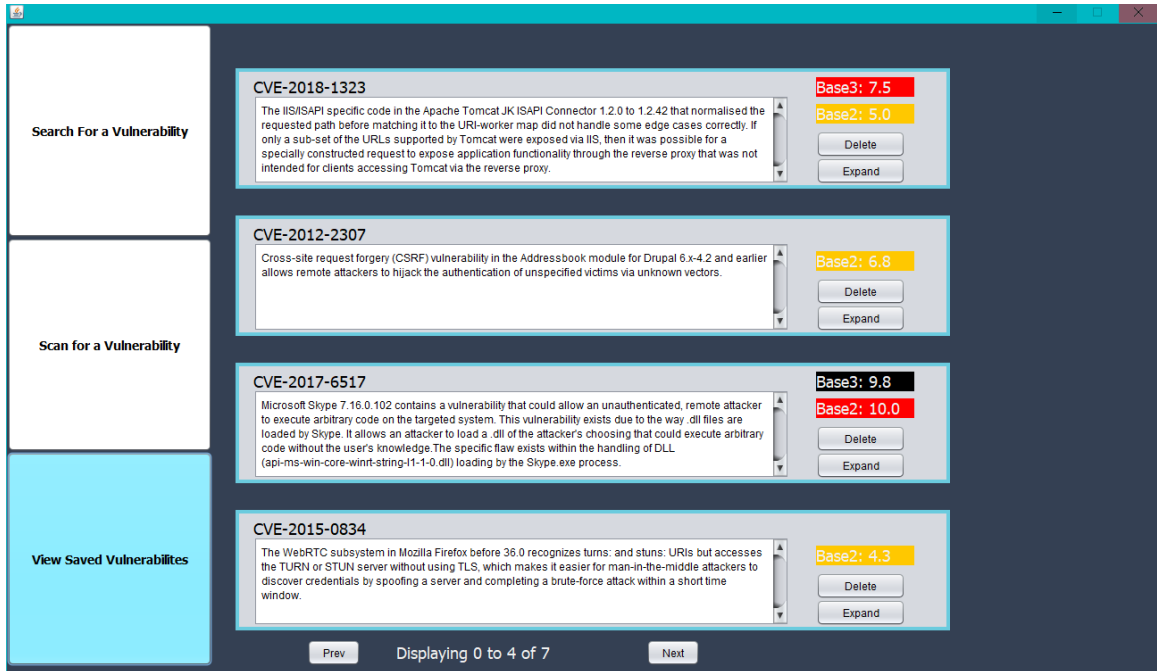 Search For a Vulnerability
Scan for a Vulnerability
View Saved Vulnerabilites
CVE-2018-1323
The IIS/ISAPI specific code in the Apache Tomcat JK ISAPI Connector 1.2.0 to 1.2.42 that normalised the
requested path before matching it to the URI-worker map did not handle some edge cases correctly. If
only a sub-set of the URLs supported by Tomcat were exposed via IIS, then it was possible for a
specially constructed request to expose application functionality through the reverse proxy that was not
intended for clients accessing Tomcat via the reverse proxy.
Base3: 7.5
Base2: 5.0
Delete
Expand
CVE-2012-2307
Cross-site request forgery (CSRF) vulnerability in the Addressbook module for Drupal 6.x-4.2 and earlier
allows remote attackers to hijack the authentication of unspecified victims via unknown vectors.
Base2: 6.8
Delete
Expand
CVE-2017-6517
Microsoft Skype 7.16.0.102 contains a vulnerability that could allow an unauthenticated, remote attacker
to execute arbitrary code on the targeted system. This vulnerability exists due to the way .dll files are
loaded by Skype. It allows an attacker to load a .dll of the attacker's choosing that could execute arbitrary
code without the user's knowledge.The specific flaw exists within the handling of DLL
(api-ms-win-core-winrt-string-l1-1-0.dll) loading by the Skype.exe process.
Base3: 9.8
Base2: 10.0
Delete
Expand
CVE-2015-0834
The WebRTC subsystem in Mozilla Firefox before 36.0 recognizes turns: and stuns: URIs but accesses
the TURN or STUN server without using TLS, which makes it easier for man-in-the-middle attackers to
discover credentials by spoofing a server and completing a brute-force attack within a short time
window.
Base2: 4.3
Delete
Expand
Prev
Displaying 0 to 4 of 7
Next